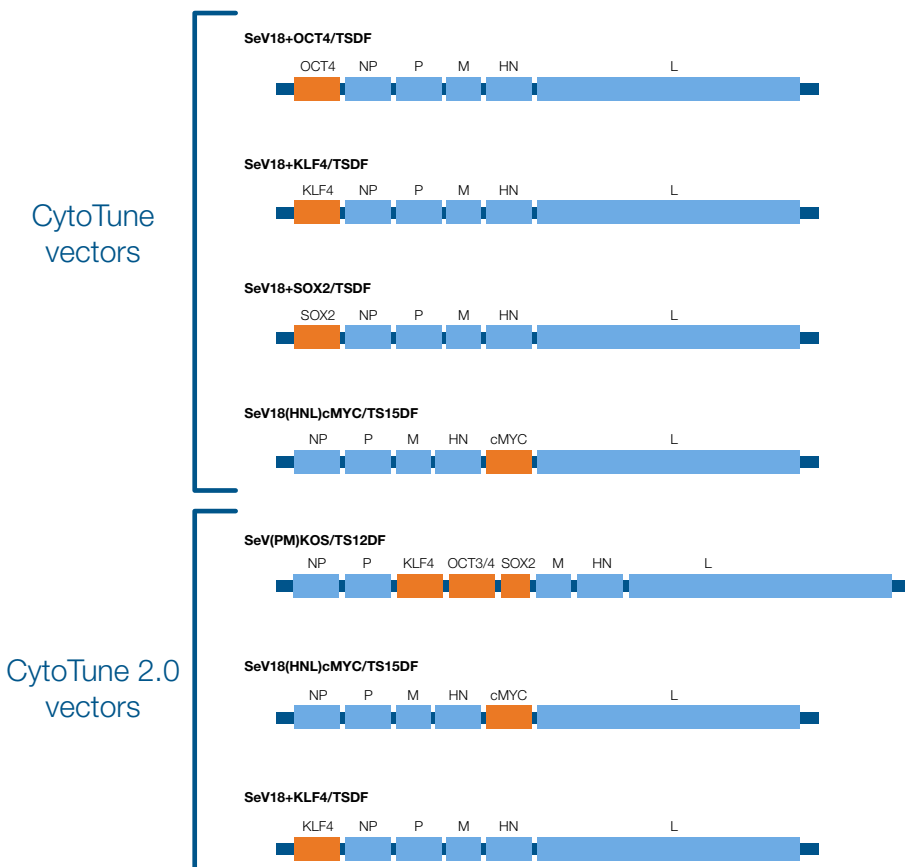 SeV18+OCT4/TSDF
OCT4 NP P M HN L
SeV18+KLF4/TSDF
KLF4 NP P M HN L
CytoTune
vectors
SeV18+SOX2/TSDF
SOX2 NP P M HN L
SeV18(HNL)cMYC/TS15DF
NP P M HN cMYC L
SeV(PM)KOS/TS12DF
NP P KLF4 OCT3/4 SOX2 M HN L
CytoTune 2.0
vectors
SeV18(HNL)cMYC/TS15DF
NP P M HN cMYC L
SeV18+KLF4/TSDF
KLF4 NP P M HN L